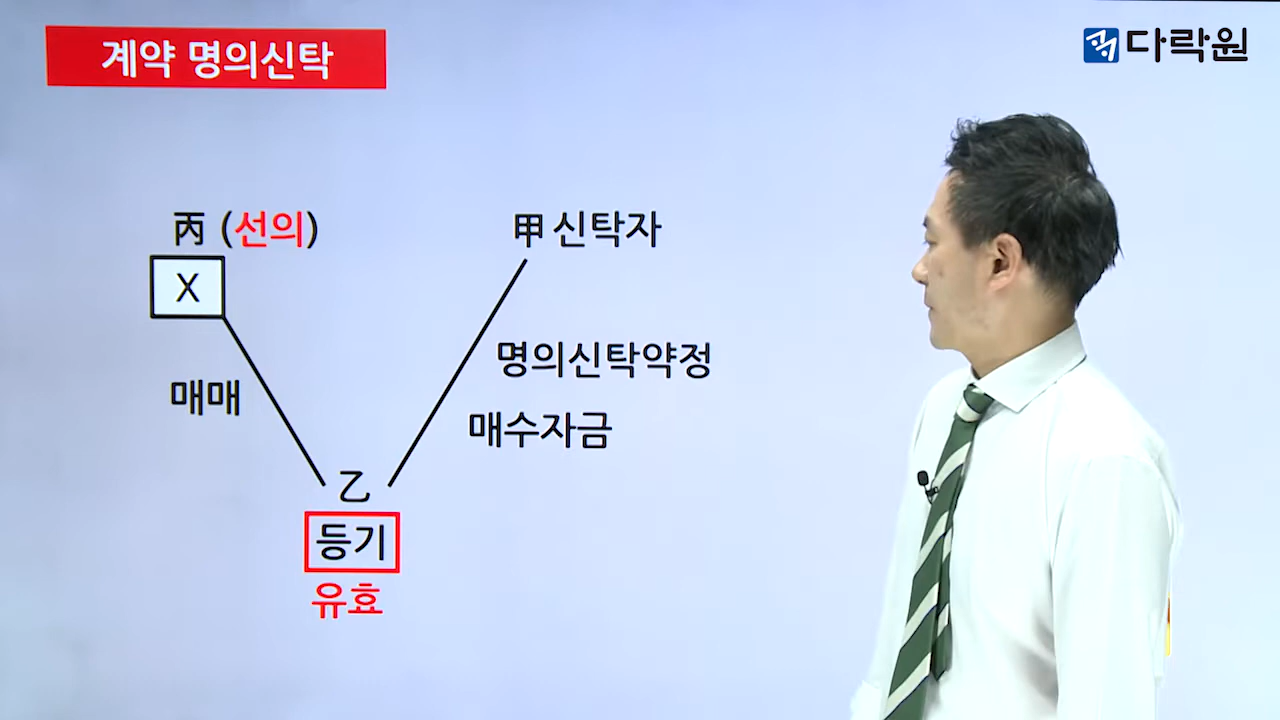 계약 명의신탁
다락원
丙 (선의)
甲 신탁자
X
명의신탁약정
매매
매수자금
乙
등기
유효